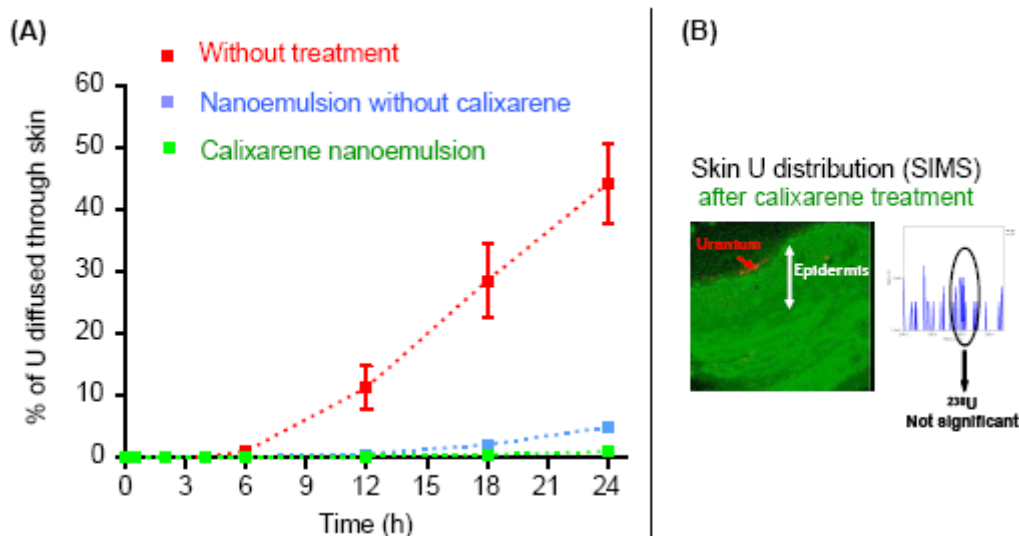 (A)
Without treatment
Nanoemulsion without calixarene
Calixarene nanoemulsion
% of U diffused through skin
60
50
40
30
20
10
0
0 3 6 9 12 15 18 21 24
Time (h)
(B)
Skin U distribution (SIMS)
after calixarene treatment
Uranium
Epidermis
238U
Not significant